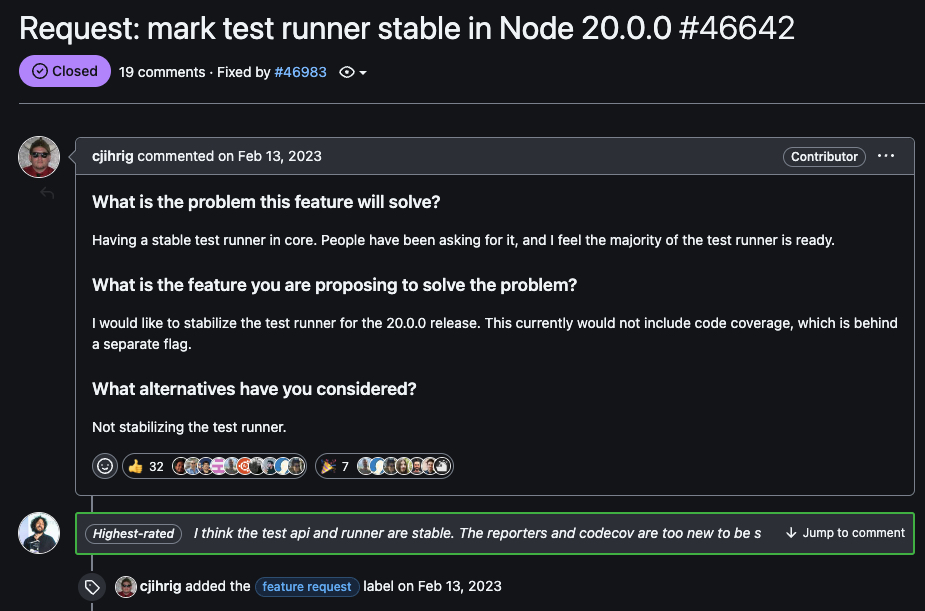 Request: mark test runner stable in Node 20.0.0 #46642
Closed 19 comments · Fixed by #46983
cjihrig commented on Feb 13, 2023 Contributor
What is the problem this feature will solve?
Having a stable test runner in core. People have been asking for it, and I feel the majority of the test runner is ready.
What is the feature you are proposing to solve the problem?
I would like to stabilize the test runner for the 20.0.0 release. This currently would not include code coverage, which is behind
a separate flag.
What alternatives have you considered?
Not stabilizing the test runner.
👍 32 🎉 7
Highest-rated I think the test api and runner are stable. The reporters and codecov are too new to be s Jump to comment
cjihrig added the feature request label on Feb 13, 2023